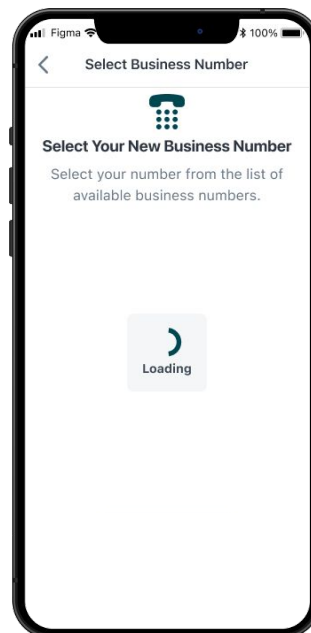 Figma 100%
Select Business Number
Select Your New Business Number
Select your number from the list of
available business numbers.
Loading